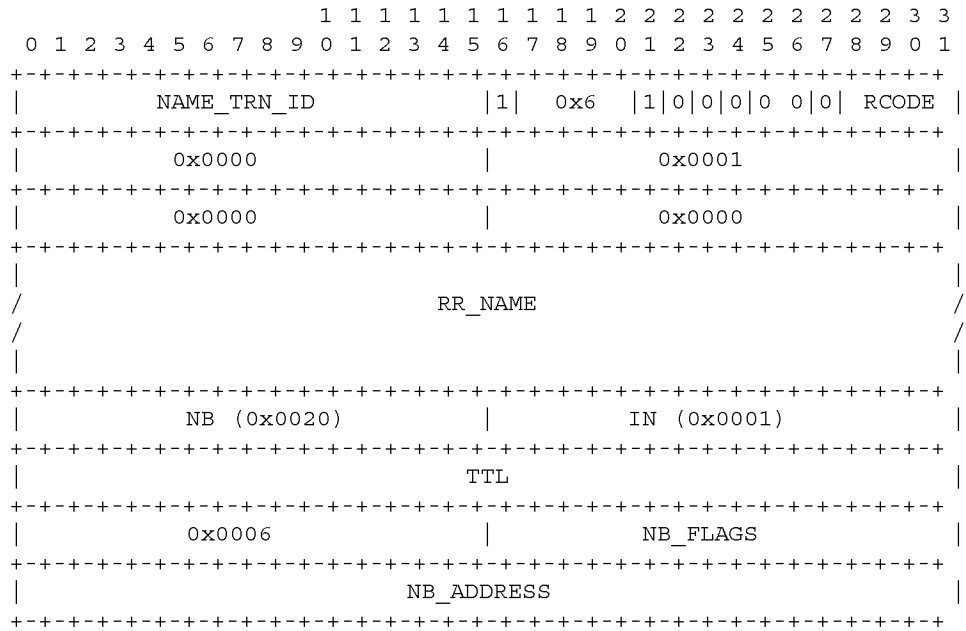 1 1 1 1 1 1 1 1 1 1 2 2 2 2 2 2 2 2 2 2 3 3
 0 1 2 3 4 5 6 7 8 9 0 1 2 3 4 5 6 7 8 9 0 1 2 3 4 5 6 7 8 9 0 1
+-+-+-+-+-+-+-+-+-+-+-+-+-+-+-+-+-+-+-+-+-+-+-+-+-+-+-+-+-+-+-+-+
|         NAME_TRN_ID           |1|  0x6  |1|0|0|0|0 0|0| RCODE |
+-+-+-+-+-+-+-+-+-+-+-+-+-+-+-+-+-+-+-+-+-+-+-+-+-+-+-+-+-+-+-+-+
|          0x0000               |           0x0001              |
+-+-+-+-+-+-+-+-+-+-+-+-+-+-+-+-+-+-+-+-+-+-+-+-+-+-+-+-+-+-+-+-+
|          0x0000               |           0x0000              |
+-+-+-+-+-+-+-+-+-+-+-+-+-+-+-+-+-+-+-+-+-+-+-+-+-+-+-+-+-+-+-+-+
|                                                               |
/                            RR_NAME                            /
/                                                               /
|                                                               |
+-+-+-+-+-+-+-+-+-+-+-+-+-+-+-+-+-+-+-+-+-+-+-+-+-+-+-+-+-+-+-+-+
|           NB (0x0020)         |         IN (0x0001)           |
+-+-+-+-+-+-+-+-+-+-+-+-+-+-+-+-+-+-+-+-+-+-+-+-+-+-+-+-+-+-+-+-+
|                              TTL                              |
+-+-+-+-+-+-+-+-+-+-+-+-+-+-+-+-+-+-+-+-+-+-+-+-+-+-+-+-+-+-+-+-+
|           0x0006              |          NB_FLAGS             |
+-+-+-+-+-+-+-+-+-+-+-+-+-+-+-+-+-+-+-+-+-+-+-+-+-+-+-+-+-+-+-+-+
|                          NB_ADDRESS                           |
+-+-+-+-+-+-+-+-+-+-+-+-+-+-+-+-+-+-+-+-+-+-+-+-+-+-+-+-+-+-+-+-+